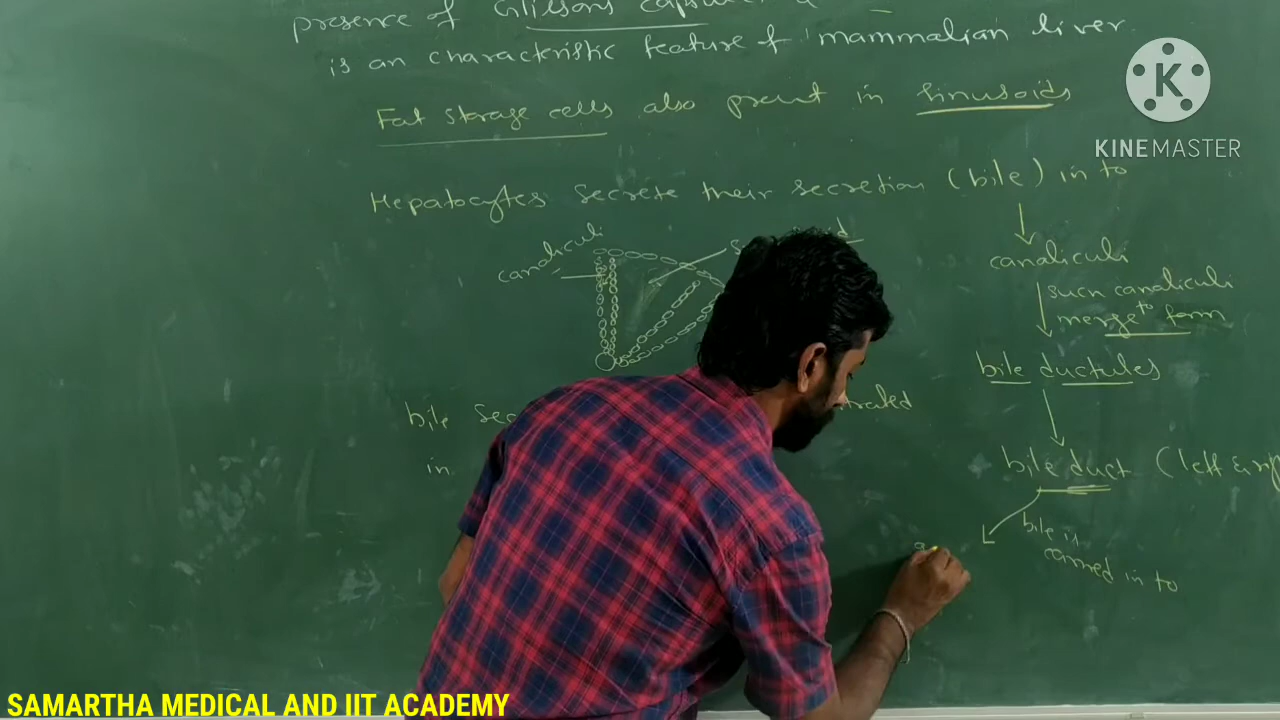 presence of Glissons capsule
is an characteristic feature of mammalian liver
K
KINEMASTER
Fat storage cells also present in sinusoids
Hepatocytes secrete their secretion (bile) in to
canaliculi
canaliculi
such canaliculi
merge to form
bile ductules
bile
in
bile duct (left &
bile is
carried in to
SAMARTHA MEDICAL AND IIT ACADEMY